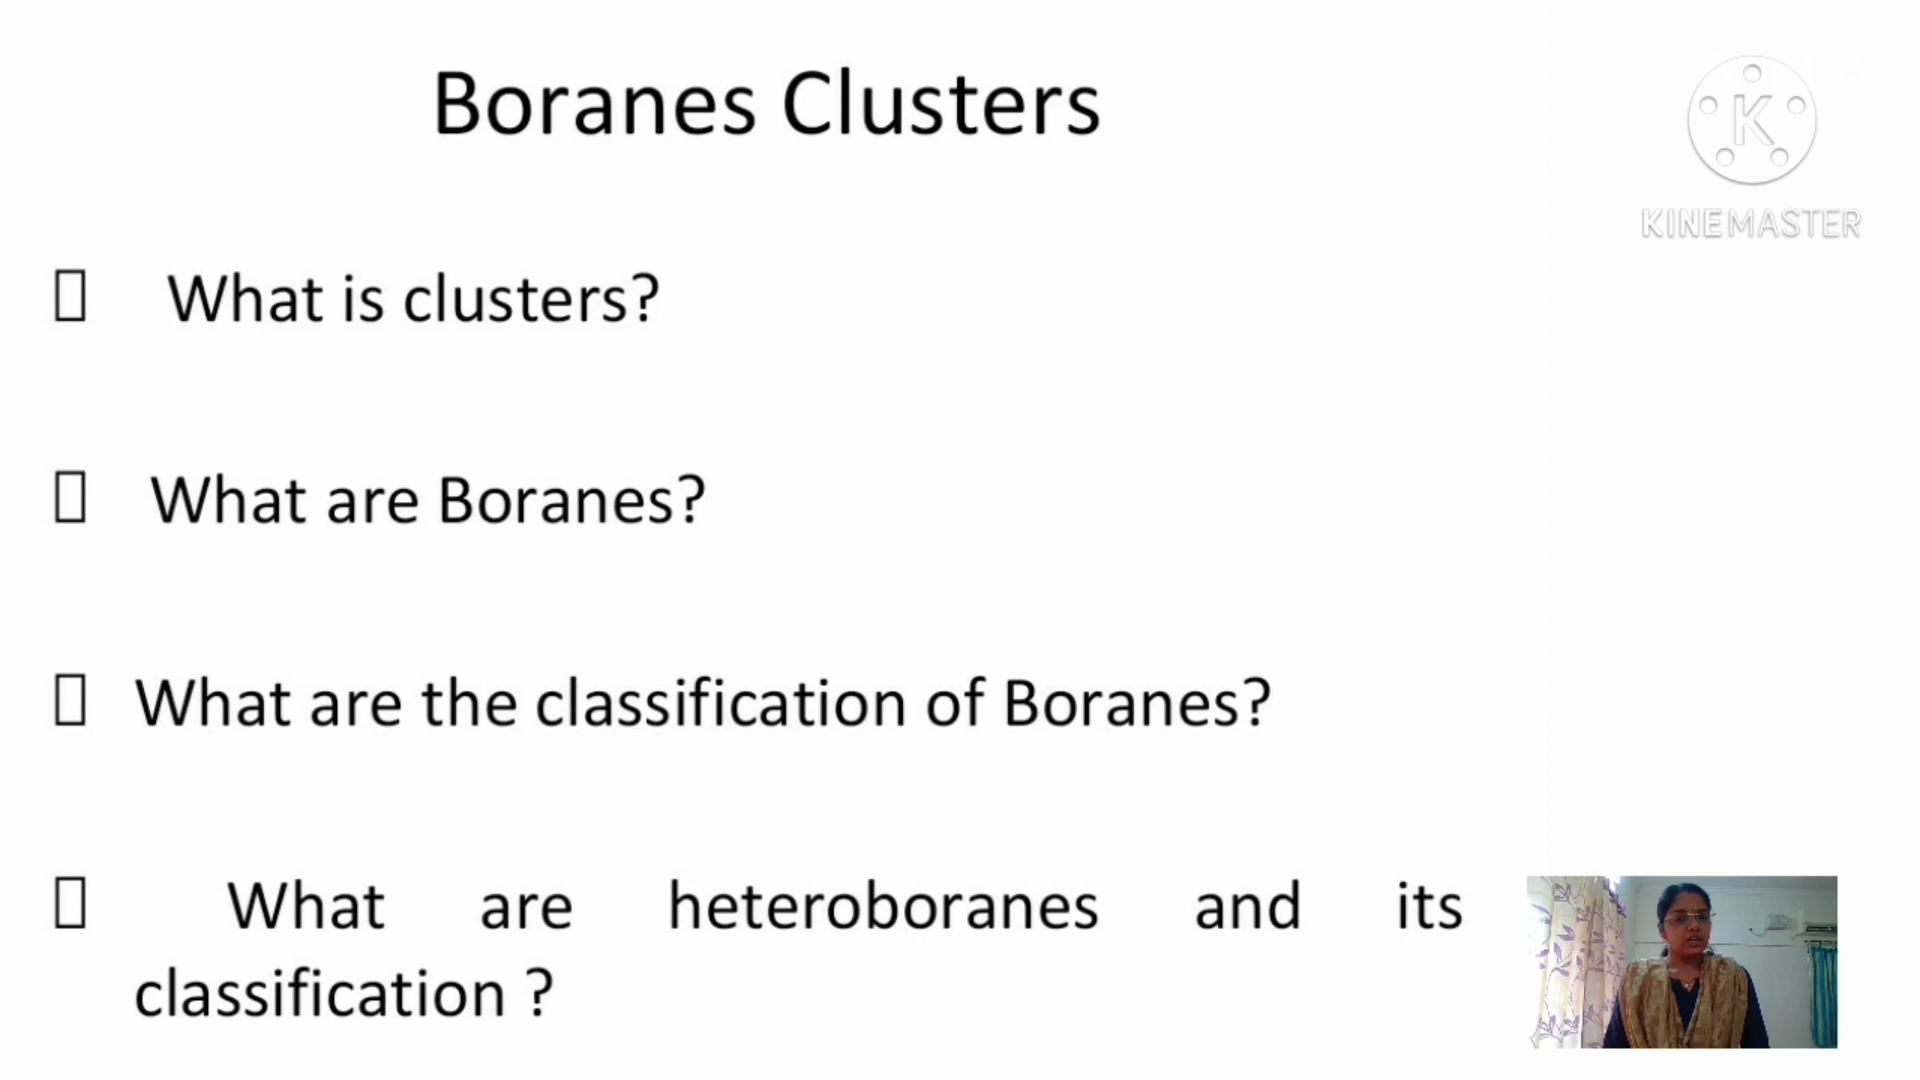 Boranes Clusters
K
KINEMASTER
What is clusters?
What are Boranes?
What are the classification of Boranes?
What are heteroboranes and its
classification ?